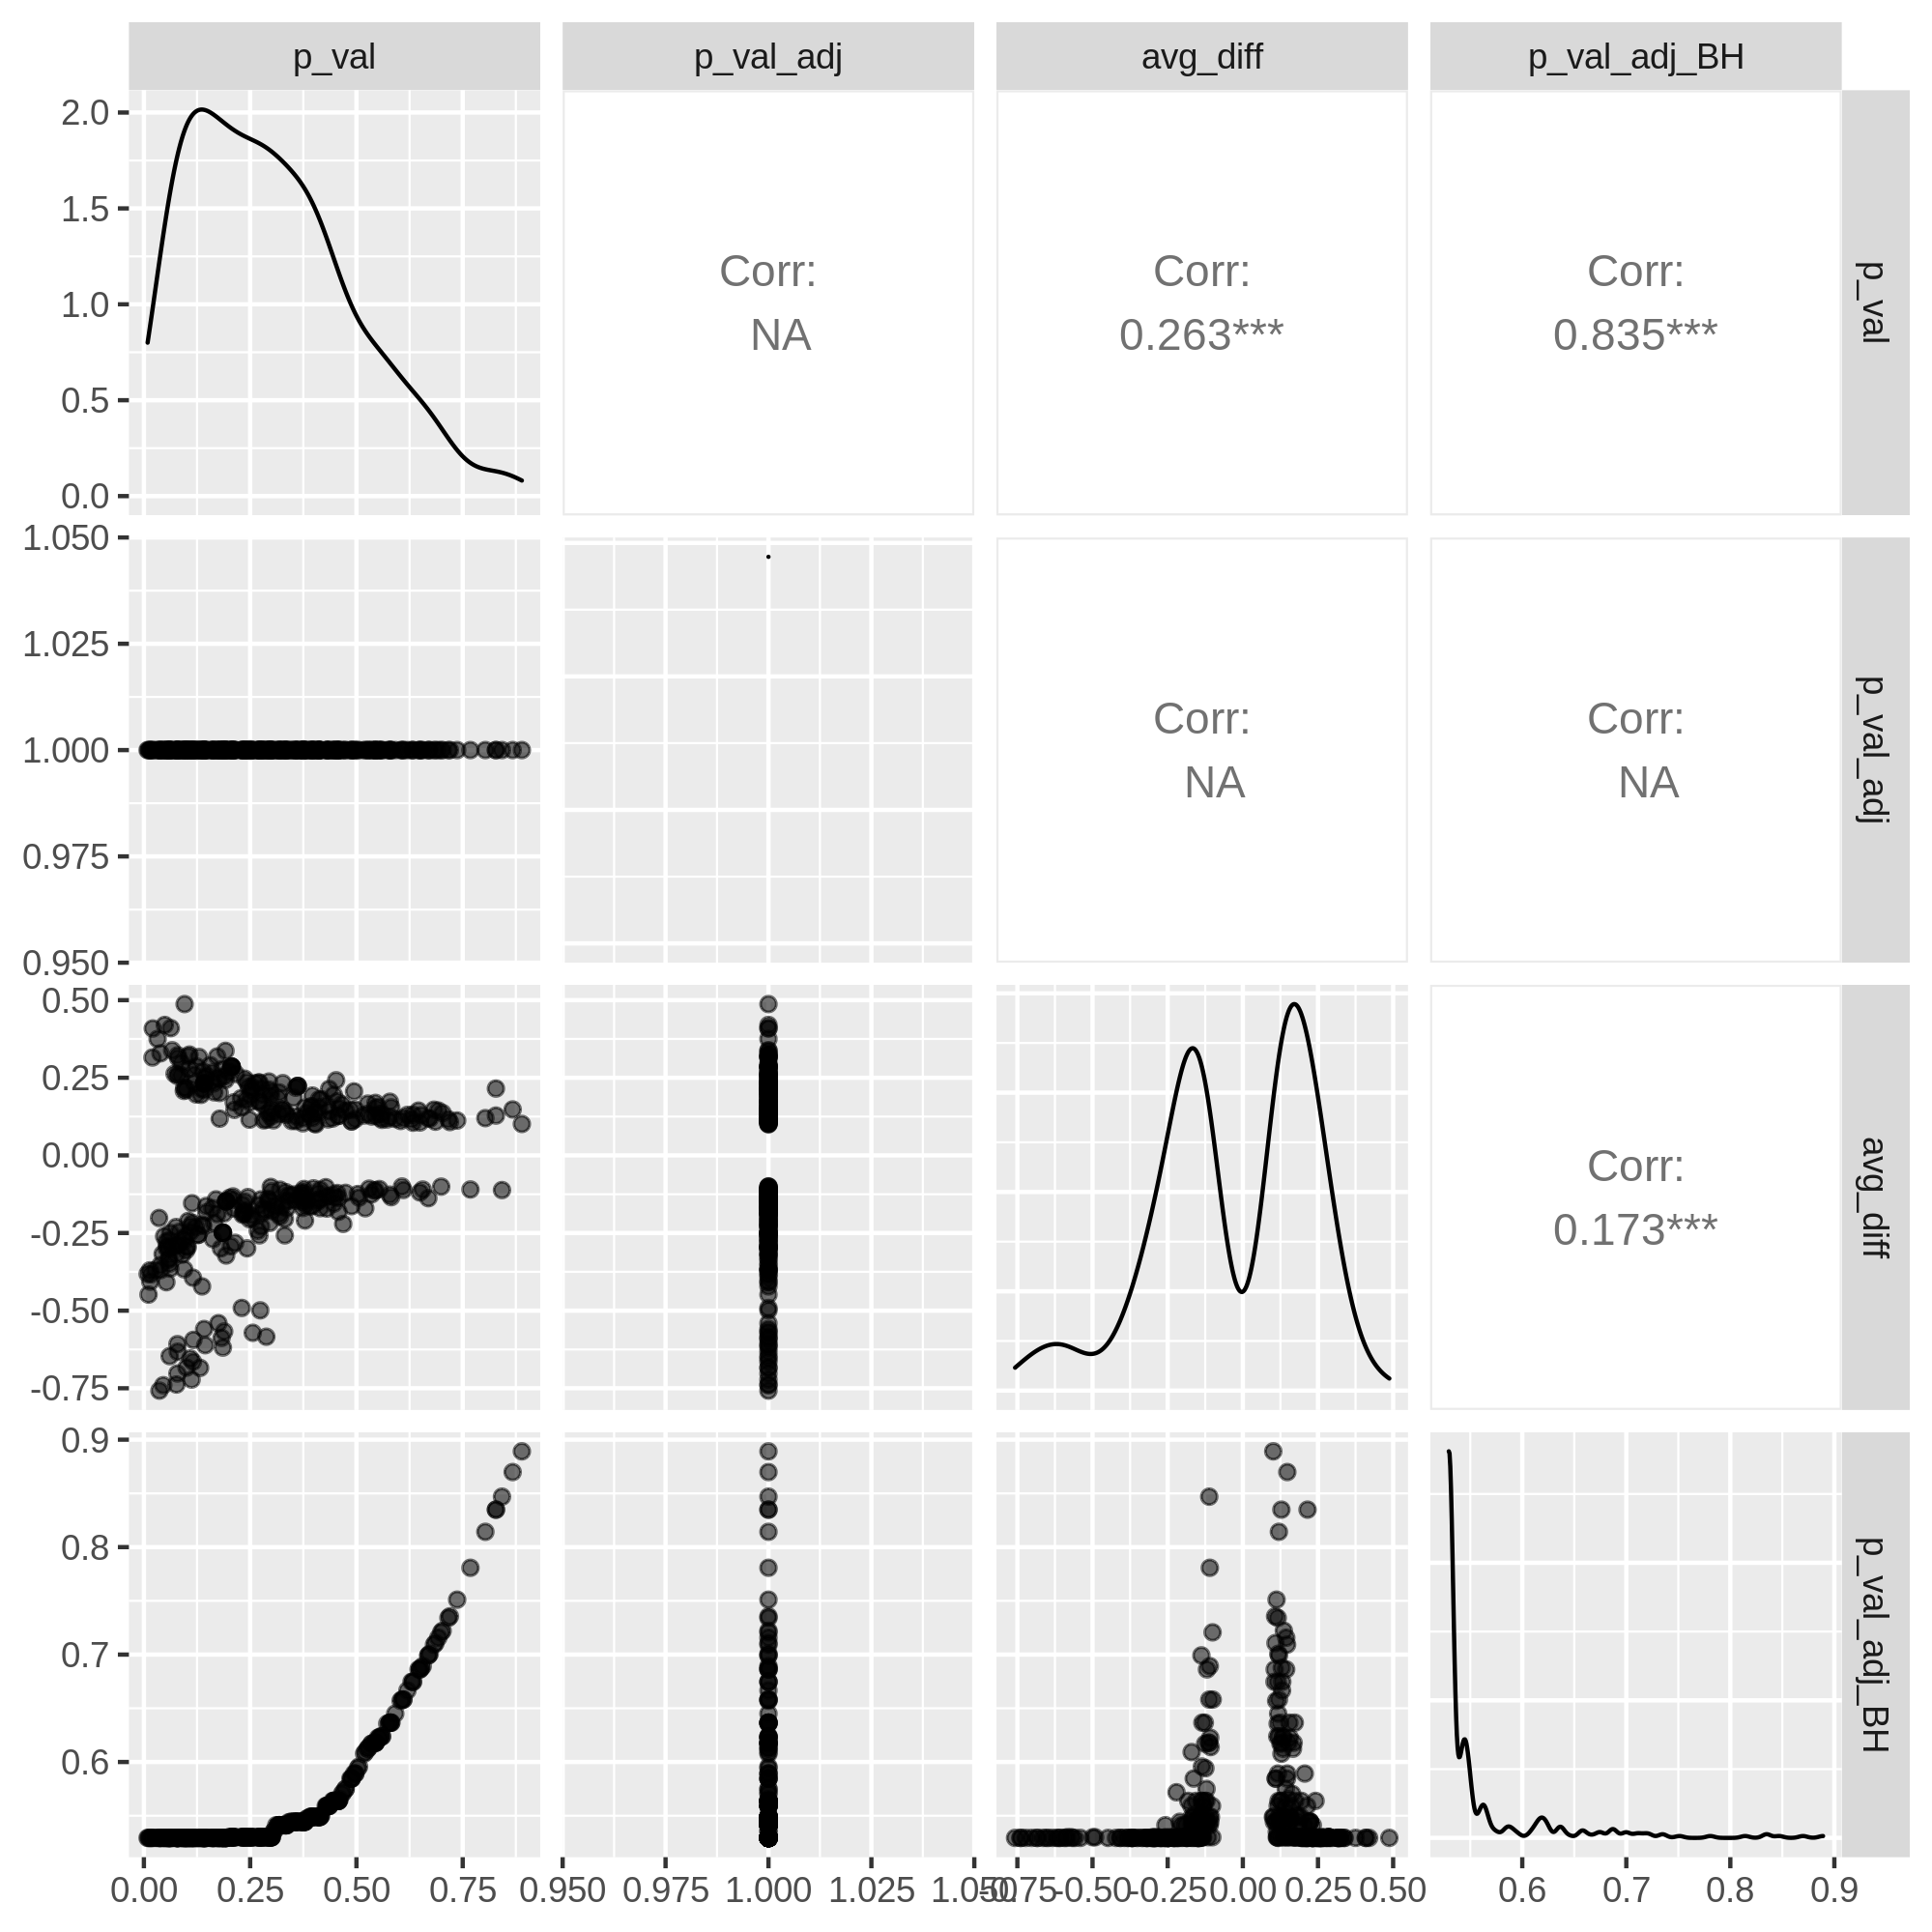 p_val
p_val_adj
avg_diff
p_val_adj_BH
2.0
1.5
1.0
0.5
0.0
Corr:
NA
Corr:
0.263***
Corr:
0.835***
p_val
1.050
1.025
1.000
0.975
0.950
Corr:
NA
Corr:
NA
p_val_adj
0.50
0.25
0.00
-0.25
-0.50
-0.75
Corr:
0.173***
avg_diff
0.9
0.8
0.7
0.6
p_val_adj_BH
0.00 0.25 0.50 0.75
0.950 0.975 1.000 1.025 1.050
-0.75 -0.50 -0.25 0.00 0.25 0.50
0.6 0.7 0.8 0.9